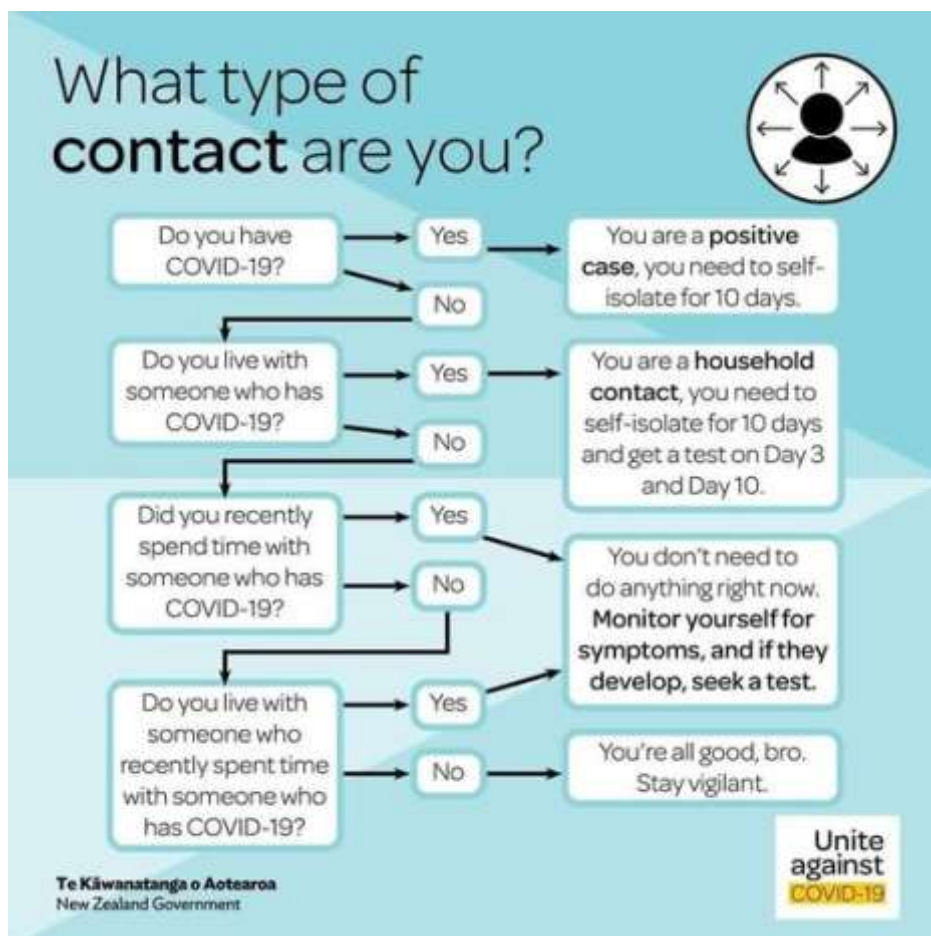 What type of
contact are you?
Do you have
COVID-19?
Yes
You are a positive
case, you need to self-
isolate for 10 days.
No
Do you live with
someone who has
COVID-19?
Yes
You are a household
contact, you need to
self-isolate for 10 days
and get a test on Day 3
and Day 10.
No
Did you recently
spend time with
someone who has
COVID-19?
Yes
You don't need to
do anything right now.
Monitor yourself for
symptoms, and if they
develop, seek a test.
No
Do you live with
someone who
recently spent time
with someone who
has COVID-19?
Yes
No
You're all good, bro.
Stay vigilant.
Te Kāwanatanga o Aotearoa
New Zealand Government
Unite
against
COVID-19